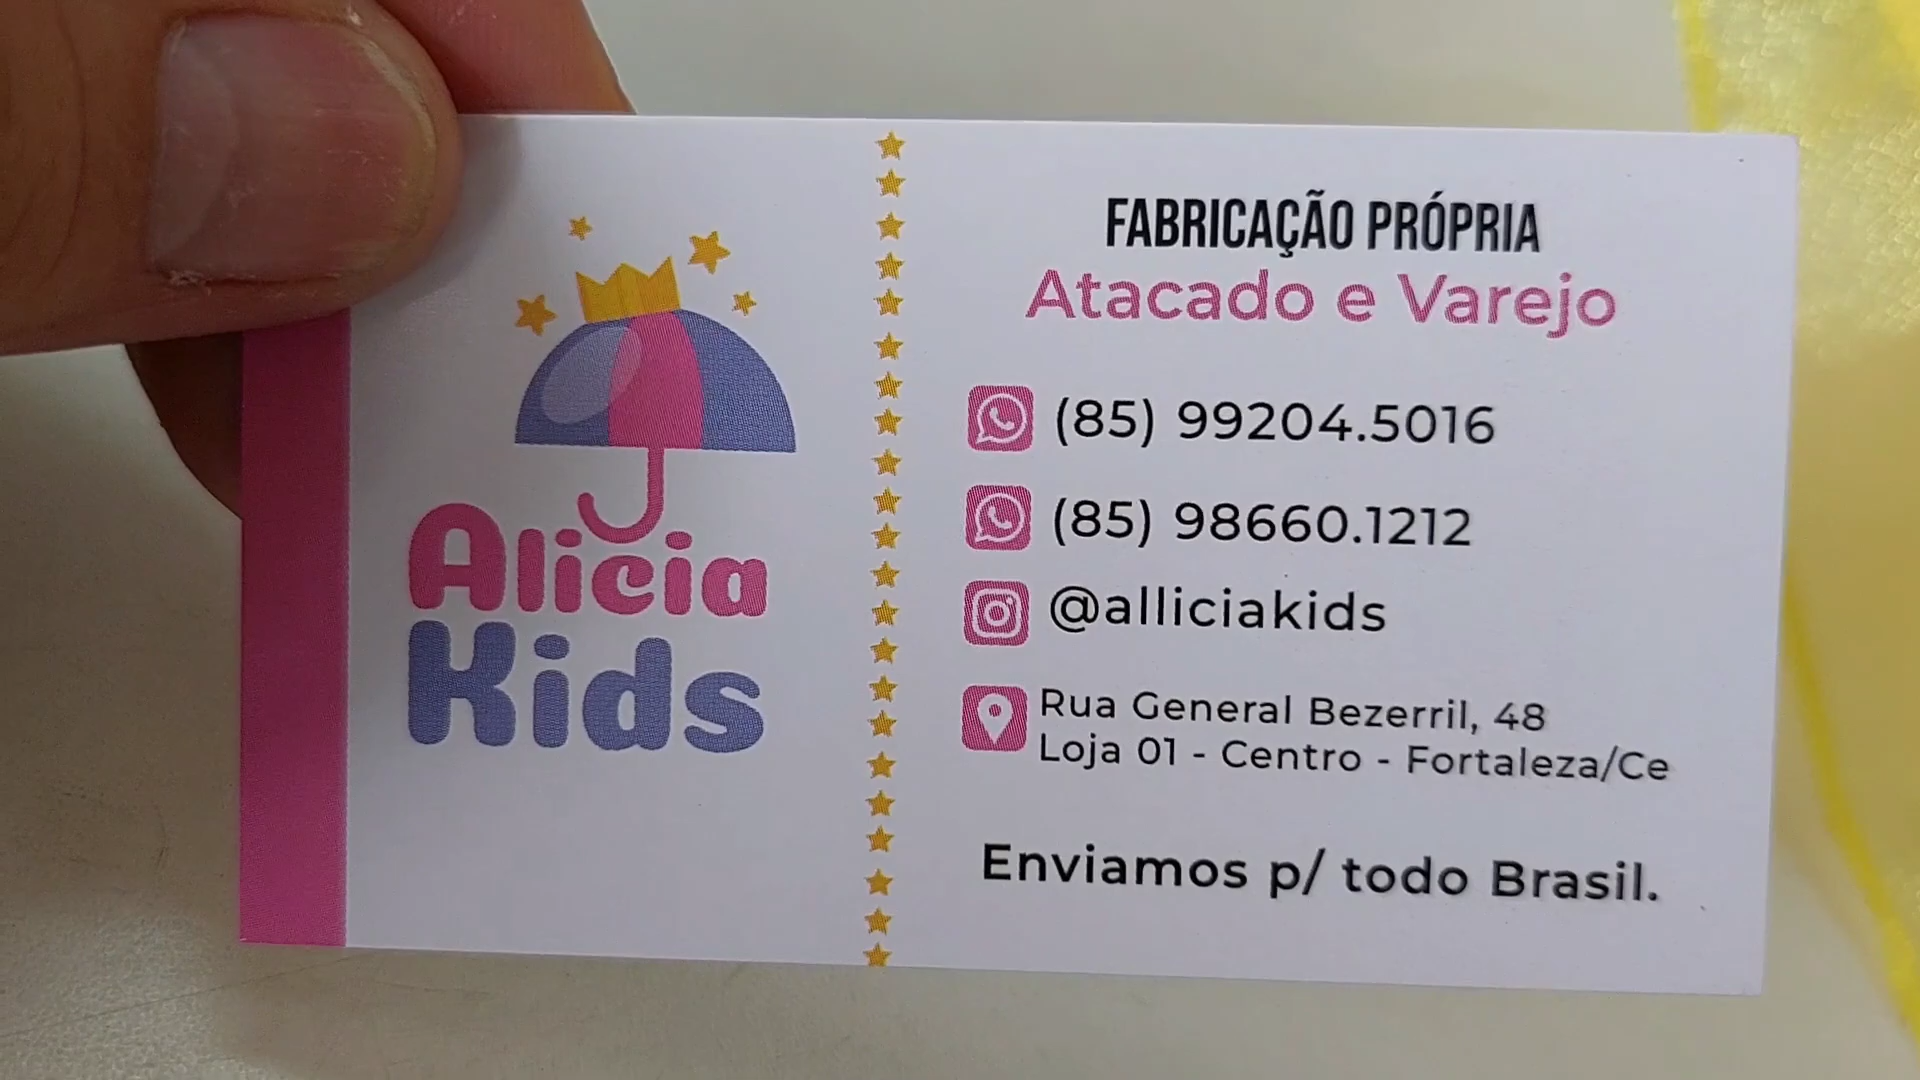 Alicia
Kids
FABRICAÇÃO PRÓPRIA
Atacado e Varejo
(85) 99204.5016
(85) 98660.1212
@alliciakids
Rua General Bezerril, 48
Loja 01 - Centro - Fortaleza/Ce
Enviamos p/ todo Brasil.